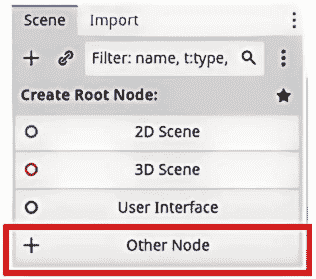 Scene Import
Filter: name, t:type,
Create Root Node:
2D Scene
3D Scene
User Interface
Other Node